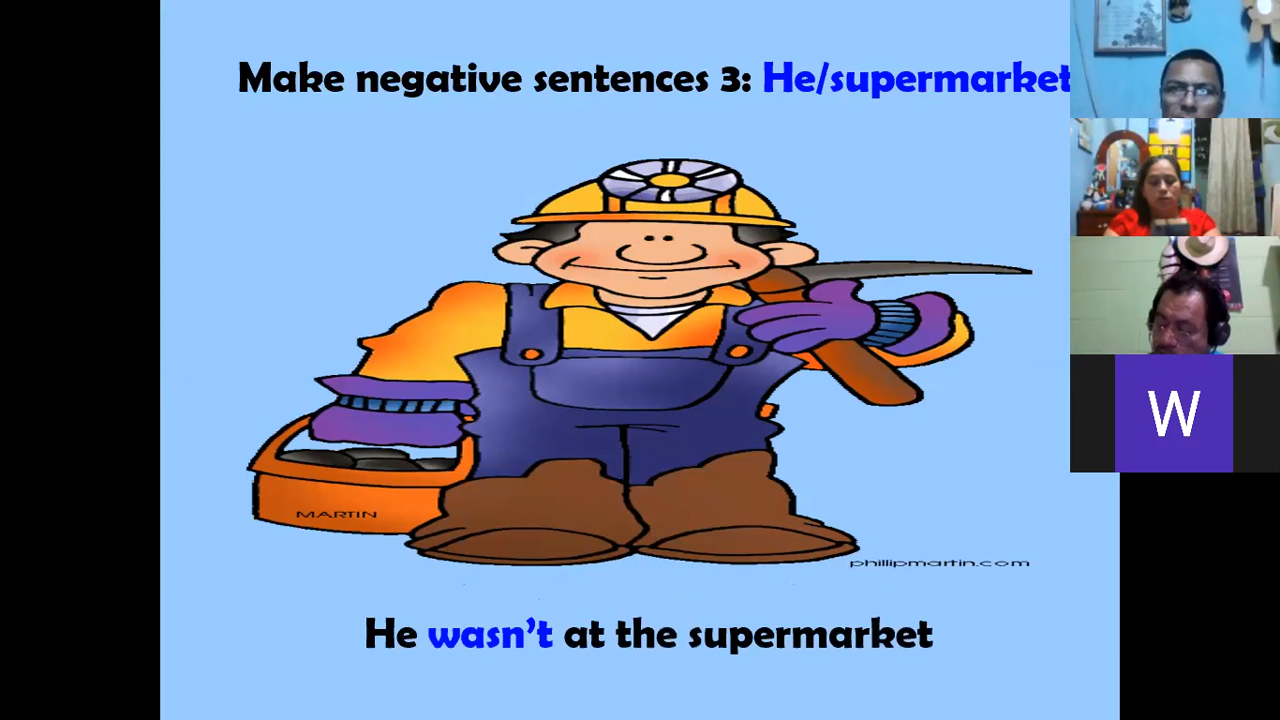 Make negative sentences 3: He/supermarket
W
MARTIN
phillipmartin.com
He wasn't at the supermarket